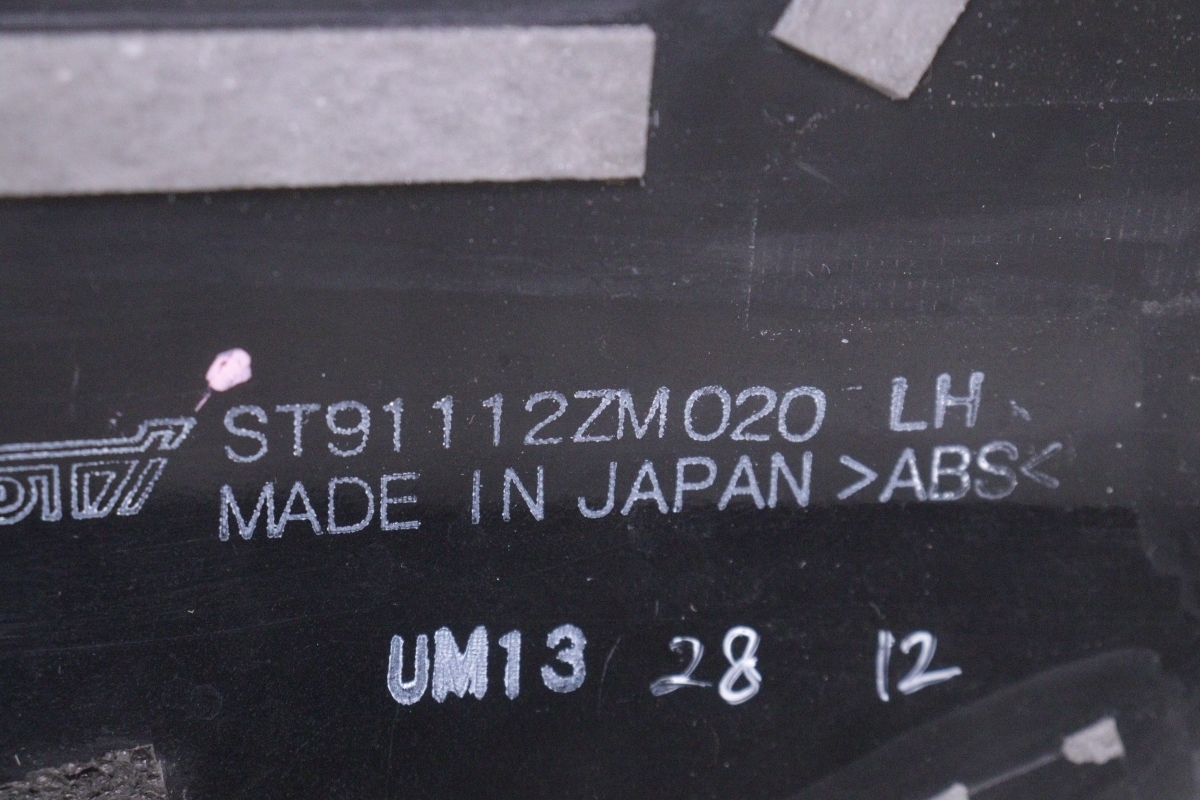 STI ST91112ZM020 LH
MADE IN JAPAN >ABS<
UM13 28 12